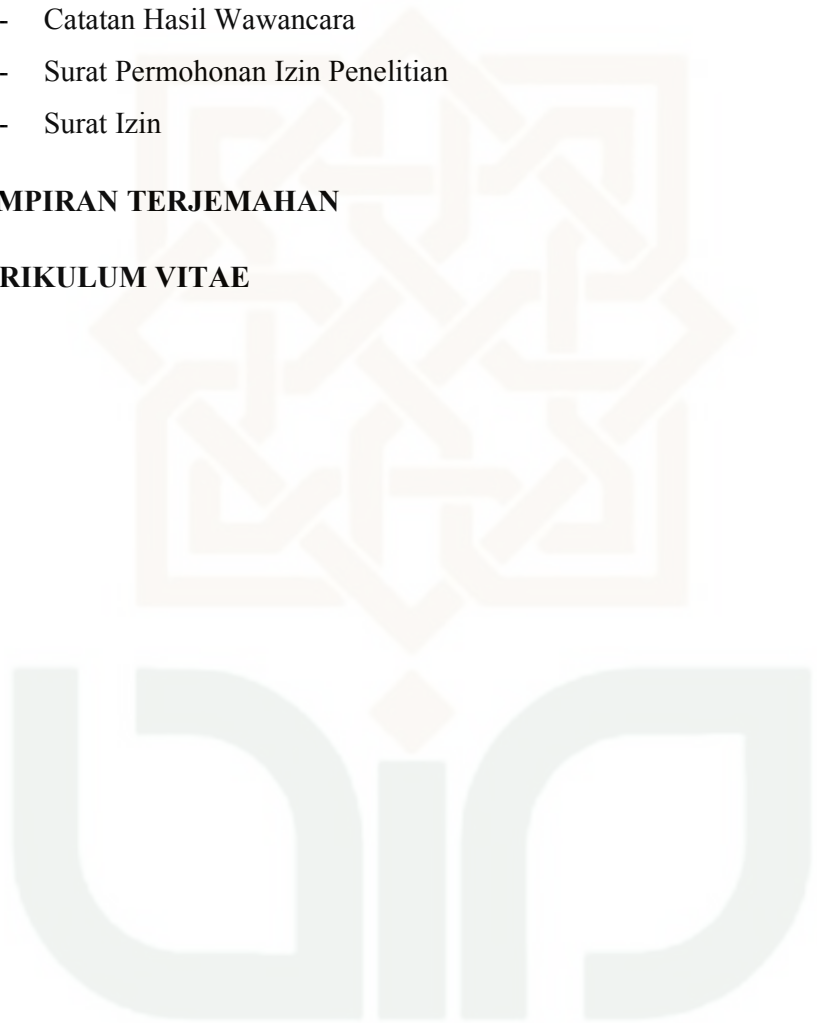 - Catatan Hasil Wawancara
- Surat Permohonan Izin Penelitian
- Surat Izin
MPIRAN TERJEMAHAN
RIKULUM VITAE